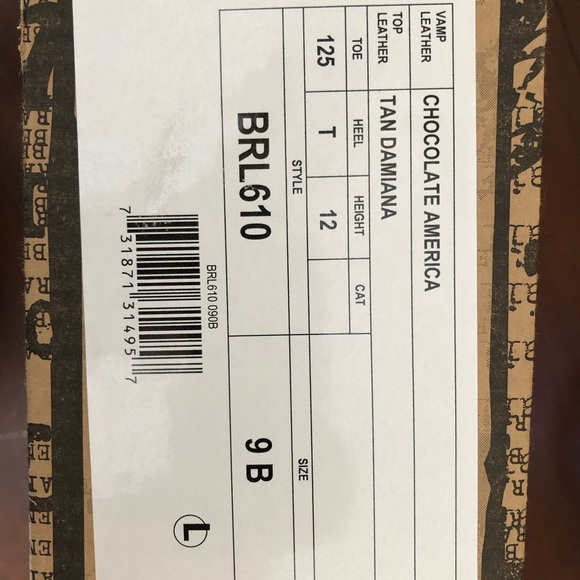 VAMP LEATHER CHOCOLATE AMERICA
TOP LEATHER TAN DAMIANA
TOE HEEL HEIGHT CAT
125 T 12
STYLE SIZE
BRL610 9 B
BRL610 090B
7 31871 31495 7
L